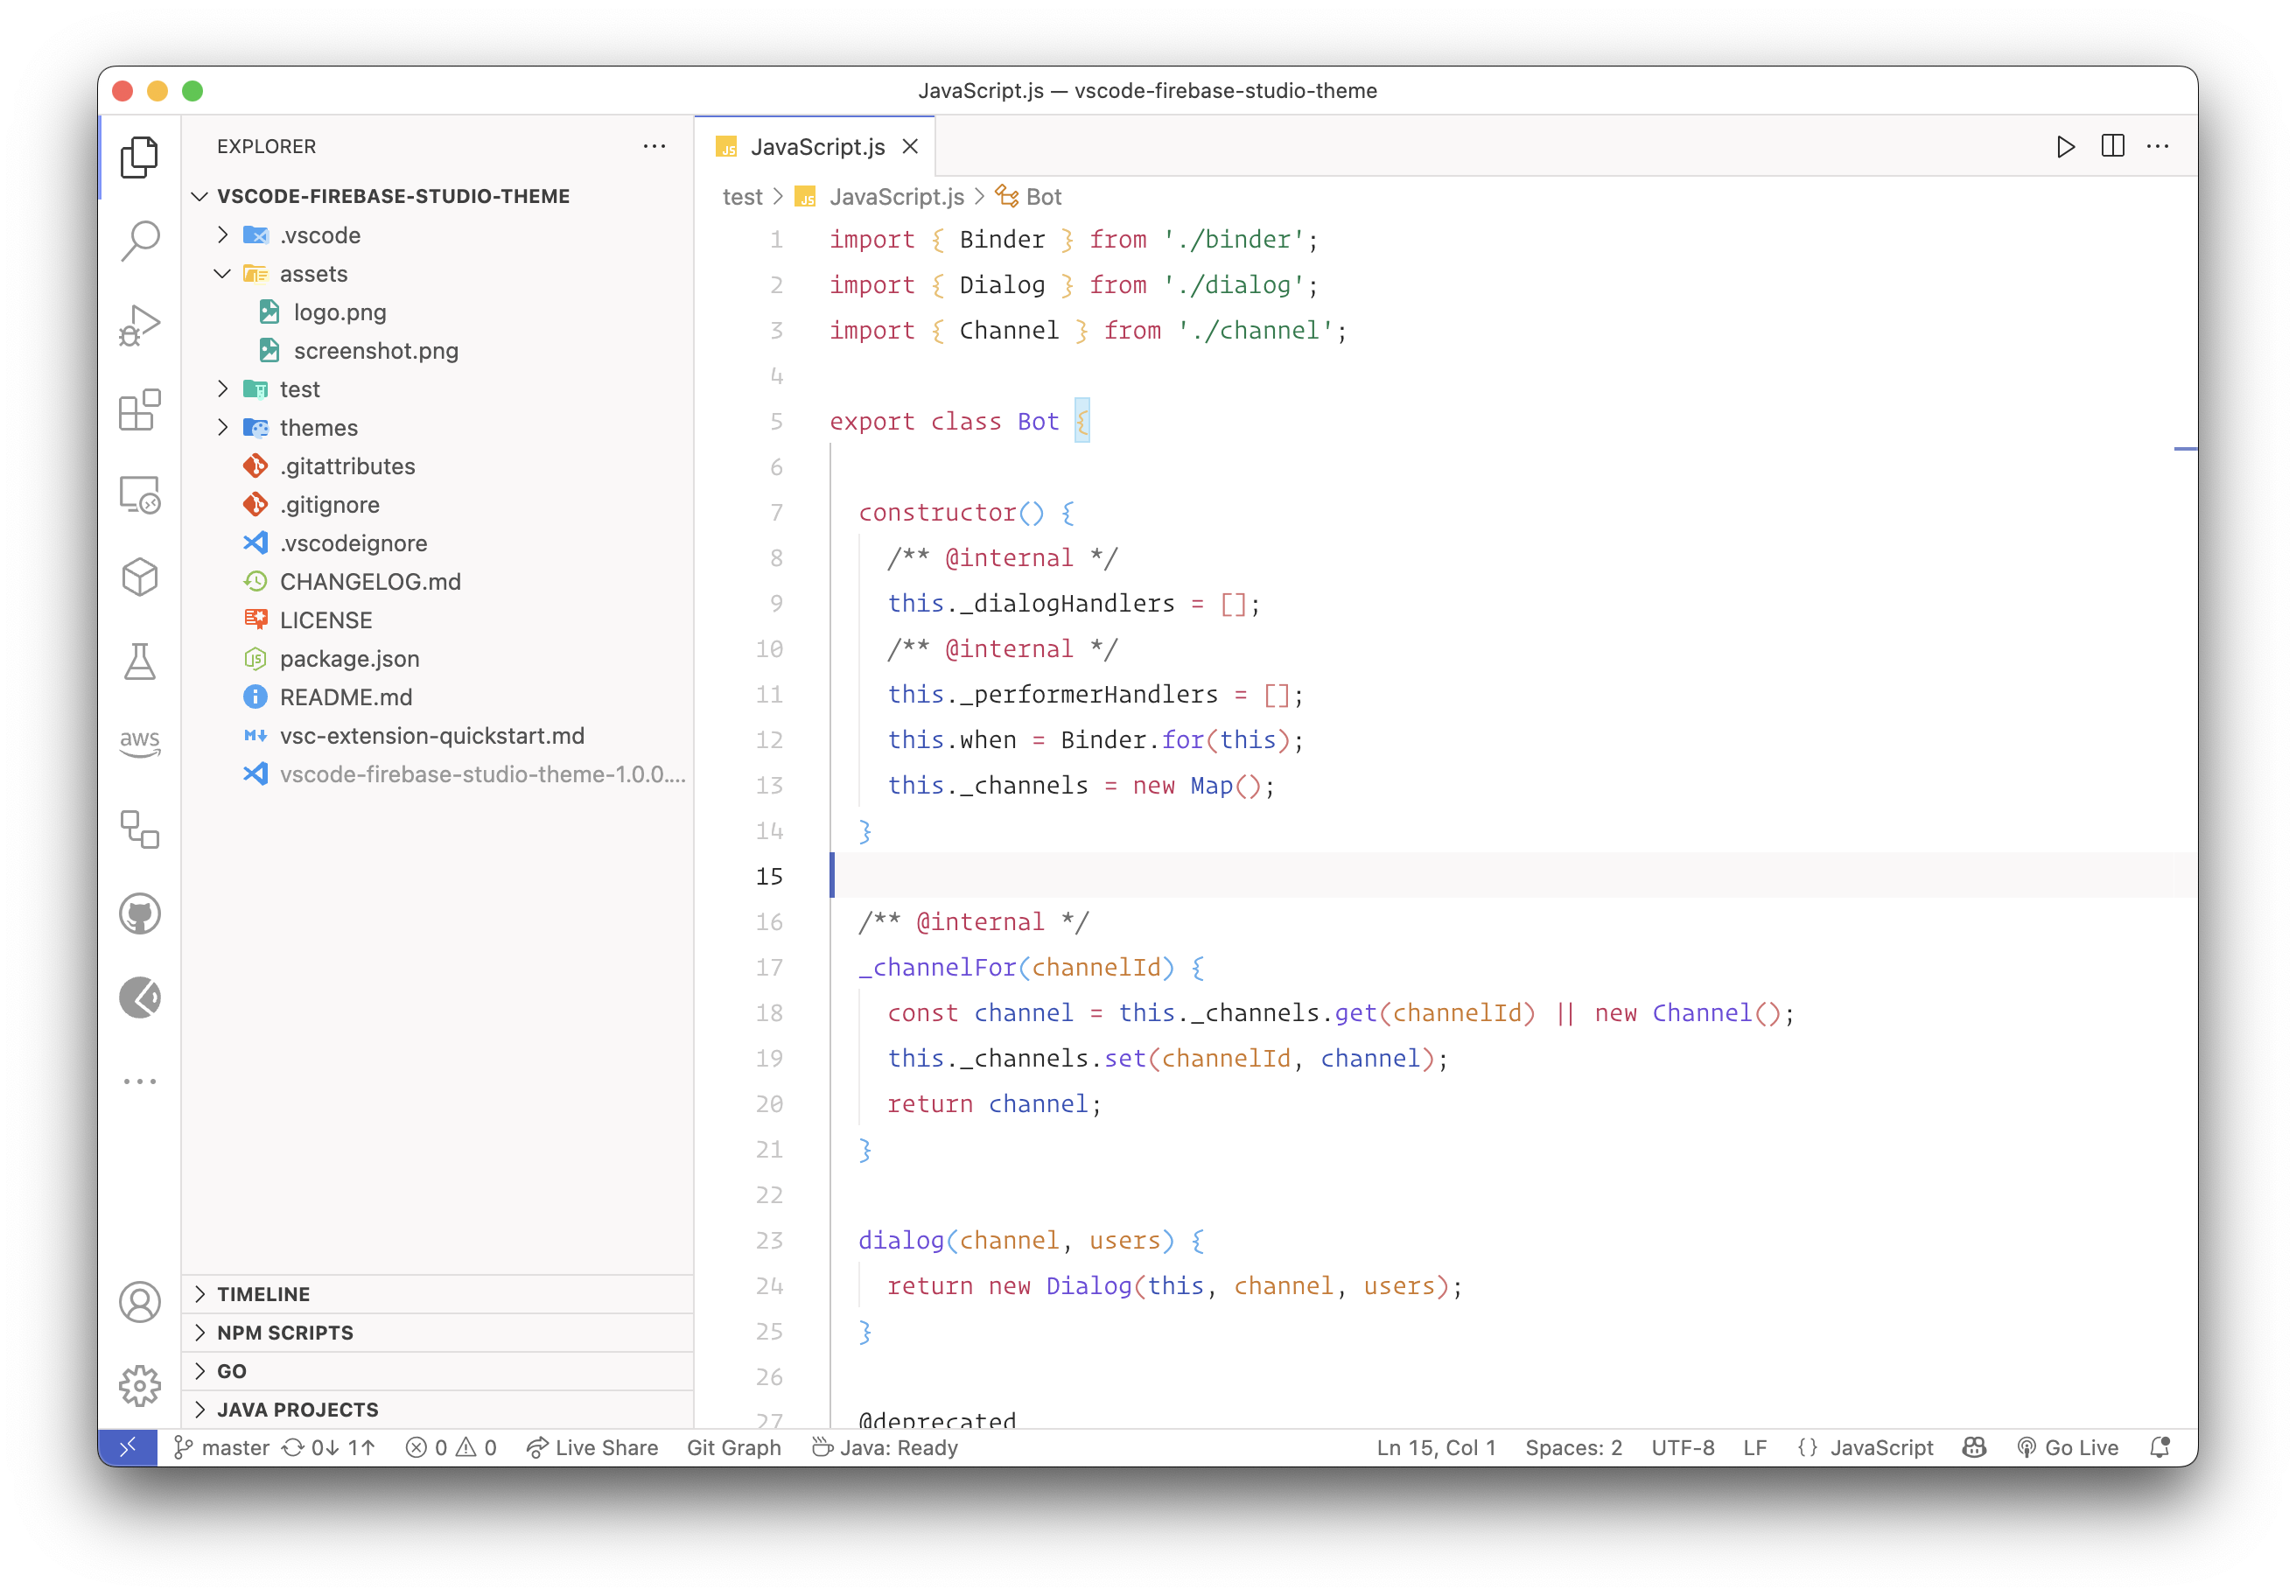 JavaScript.js — vscode-firebase-studio-theme
EXPLORER
VSCODE-FIREBASE-STUDIO-THEME
.vscode
assets
logo.png
screenshot.png
test
themes
.gitattributes
.gitignore
.vscodeignore
CHANGELOG.md
LICENSE
package.json
README.md
vsc-extension-quickstart.md
vscode-firebase-studio-theme-1.0.0....
aws
TIMELINE
NPM SCRIPTS
GO
JAVA PROJECTS
JS JavaScript.js
test > JS JavaScript.js > Bot
1 import { Binder } from './binder';
2 import { Dialog } from './dialog';
3 import { Channel } from './channel';
4
5 export class Bot {
6
7 constructor() {
8 /** @internal */
9 this._dialogHandlers = [];
10 /** @internal */
11 this._performerHandlers = [];
12 this.when = Binder.for(this);
13 this._channels = new Map();
14 }
15
16 /** @internal */
17 _channelFor(channelId) {
18 const channel = this._channels.get(channelId) || new Channel();
19 this._channels.set(channelId, channel);
20 return channel;
21 }
22
23 dialog(channel, users) {
24 return new Dialog(this, channel, users);
25 }
26
27 @deprecated
master 0↓ 1↑ 0 0 Live Share Git Graph Java: Ready Ln 15, Col 1 Spaces: 2 UTF-8 LF {} JavaScript Go Live